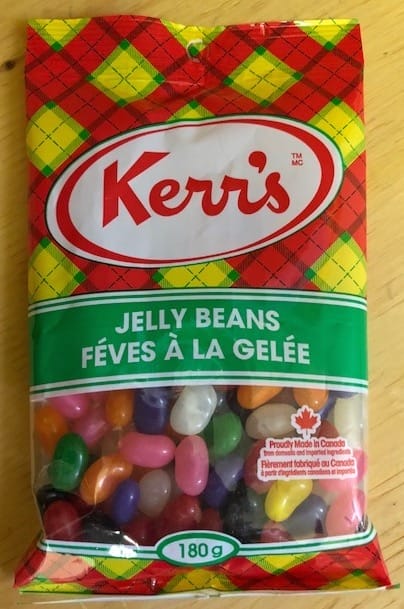 Kerr's
TM
MC
JELLY BEANS
FÉVES À LA GELÉE
Proudly Made in Canada
from domestic and imported ingredients
Fièrement fabriqué au Canada
à partir d'ingrédients canadiens et importés
180 g